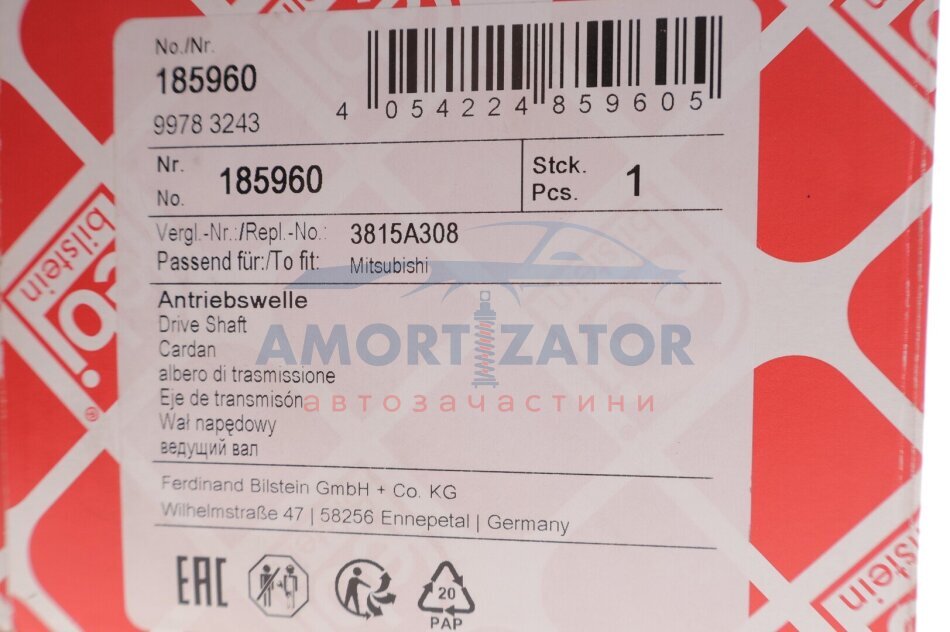 No./Nr.
185960
9978 3243
4 054224 859605
Nr.
No. 185960
Stck.
Pcs. 1
Vergl.-Nr.:/Repl.-No.: 3815A308
Passend für:/To fit: Mitsubishi
Antriebswelle
Drive Shaft
Cardan
albero di trasmissione
Eje de transmisón
Wał napędowy
ведущий вал
AMORTIZATOR
автозачастини
Ferdinand Bilstein GmbH + Co. KG
Wilhelmstraße 47 | 58256 Ennepetal | Germany
EAC
20
PAP
bilstein
bilstein